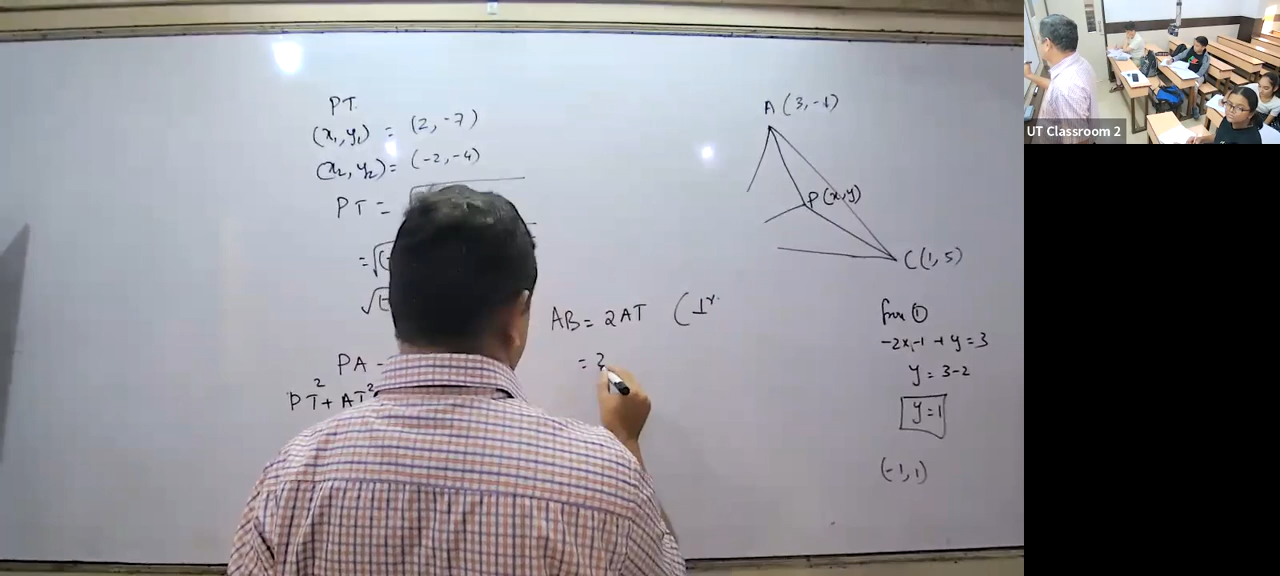 PT.
(x₁, y₁) = (2, -7)
(x₂, y₂) = (-2, -4)
PT =
= √(
√(
PA -
PT² + AT²
AB = 2AT (⊥ʳ
= 2
A (3, -1)
P (x, y)
C (1, 5)
from ①
-2x-1 + y = 3
y = 3-2
y = 1
(-1, 1)
UT Classroom 2